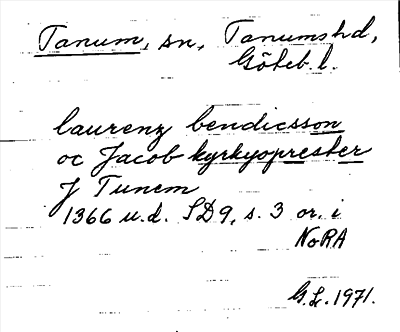 Tanum, sn, Tanumshd,
Göteb. l.
laurenz bendicsson
oc Jacob kyrkyoprester
J Tunem
1366 u.d. SD9, s. 3 or. i
NoRA
G.L. 1971.